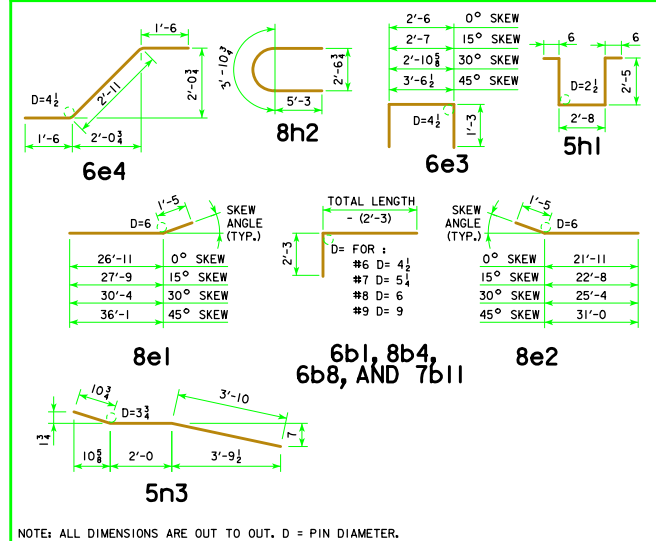 1'-6
D=4½
2'-11
2'-0¾
1'-6
2'-0¾
6e4
3'-10¾
2'-6¾
5'-3
8h2
2'-6 0° SKEW
2'-7 15° SKEW
2'-10⅝ 30° SKEW
3'-6½ 45° SKEW
D=4½
1'-3
6e3
6
6
D=2½
2'-5
2'-8
5h1
1'-5
D=6
SKEW
ANGLE
(TYP.)
26'-11 0° SKEW
27'-9 15° SKEW
30'-4 30° SKEW
36'-1 45° SKEW
8e1
TOTAL LENGTH
- (2'-3)
2'-3
D= FOR :
#6 D= 4½
#7 D= 5¼
#8 D= 6
#9 D= 9
6b1, 8b4,
6b8, AND 7b11
1'-5
SKEW
ANGLE
(TYP.)
D=6
0° SKEW 21'-11
15° SKEW 22'-8
30° SKEW 25'-4
45° SKEW 31'-0
8e2
10¾
D=3¾
3'-10
1¾
7
10⅝
2'-0
3'-9½
5n3
NOTE: ALL DIMENSIONS ARE OUT TO OUT. D = PIN DIAMETER.